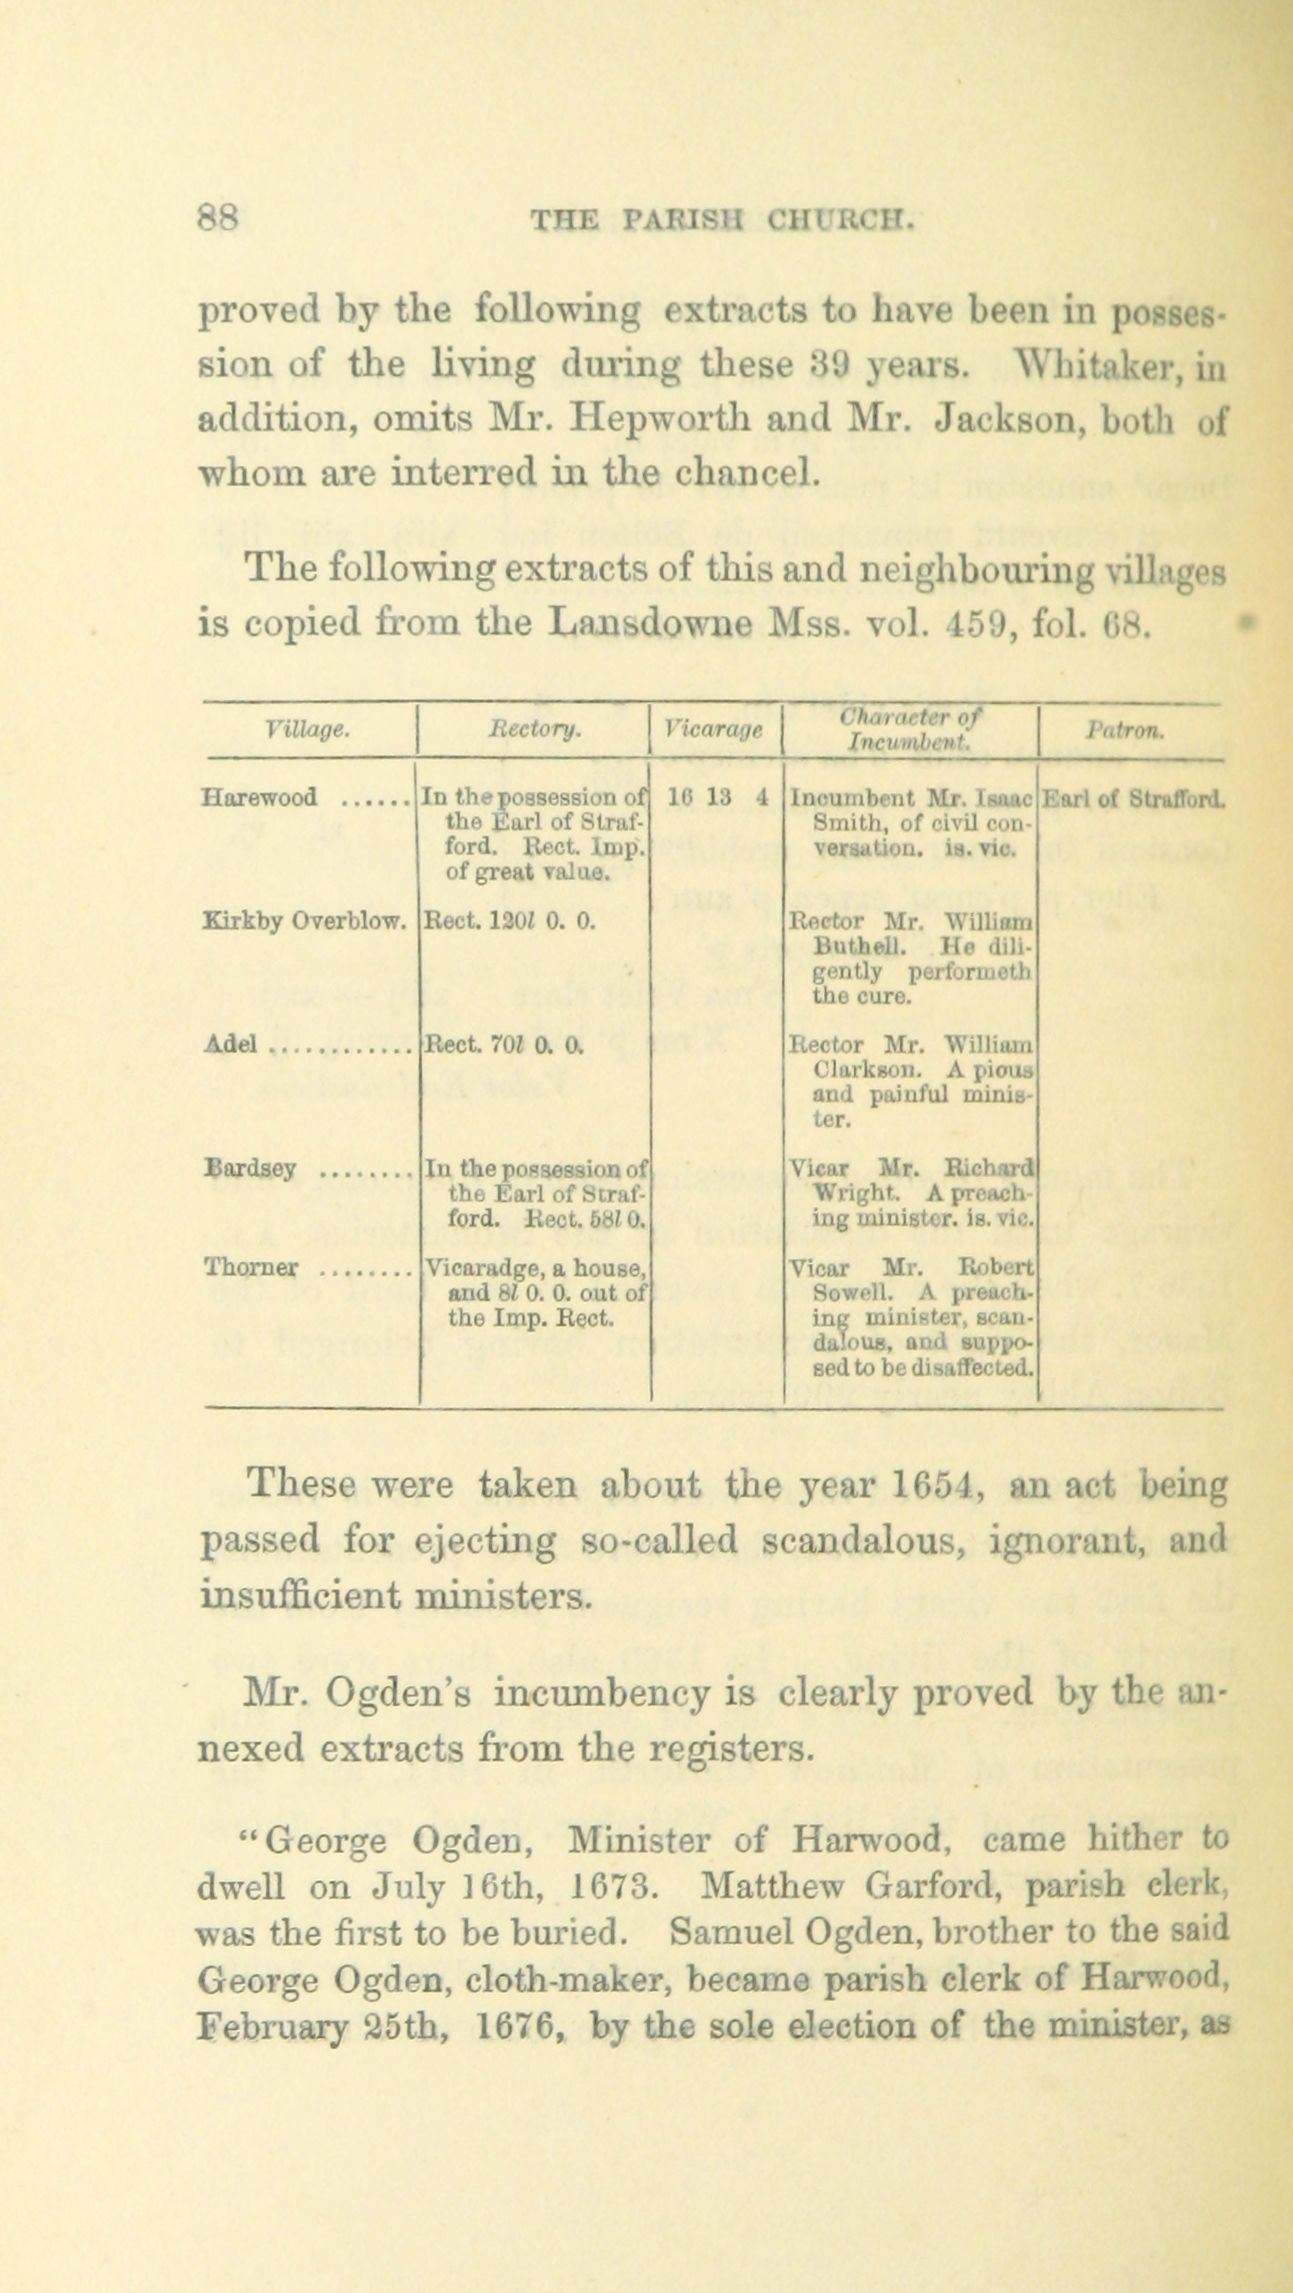 88 THE PARISH CHURCH.
proved by the following extracts to have been in posses-
sion of the living during these 39 years. Whitaker, in
addition, omits Mr. Hepworth and Mr. Jackson, both of
whom are interred in the chancel.
The following extracts of this and neighbouring villages
is copied from the Lansdowne Mss. vol. 459, fol. 68.
Village. Rectory. Vicarage Character of Incumbent. Patron.
Harewood ...... In the possession of 16 13 4 Incumbent Mr. Isaac Earl of Strafford.
the Earl of Straf- Smith, of civil con-
ford. Rect. Imp. versation. is. vic.
of great value.
Kirkby Overblow. Rect. 120l 0. 0. Rector Mr. William
Buthell. He dili-
gently performeth
the cure.
Adel ............ Rect. 70l 0. 0. Rector Mr. William
Clarkson. A pious
and painful minis-
ter.
Bardsey ........ In the possession of Vicar Mr. Richard
the Earl of Straf- Wright. A preach-
ford. Rect. 58l 0. ing minister. is. vic.
Thorner ........ Vicaradge, a house, Vicar Mr. Robert
and 8l 0. 0. out of Sowell. A preach-
the Imp. Rect. ing minister, scan-
dalous, and suppo-
sed to be disaffected.
These were taken about the year 1654, an act being
passed for ejecting so-called scandalous, ignorant, and
insufficient ministers.
Mr. Ogden's incumbency is clearly proved by the an-
nexed extracts from the registers.
"George Ogden, Minister of Harwood, came hither to
dwell on July 16th, 1673. Matthew Garford, parish clerk,
was the first to be buried. Samuel Ogden, brother to the said
George Ogden, cloth-maker, became parish clerk of Harwood,
February 25th, 1676, by the sole election of the minister, as